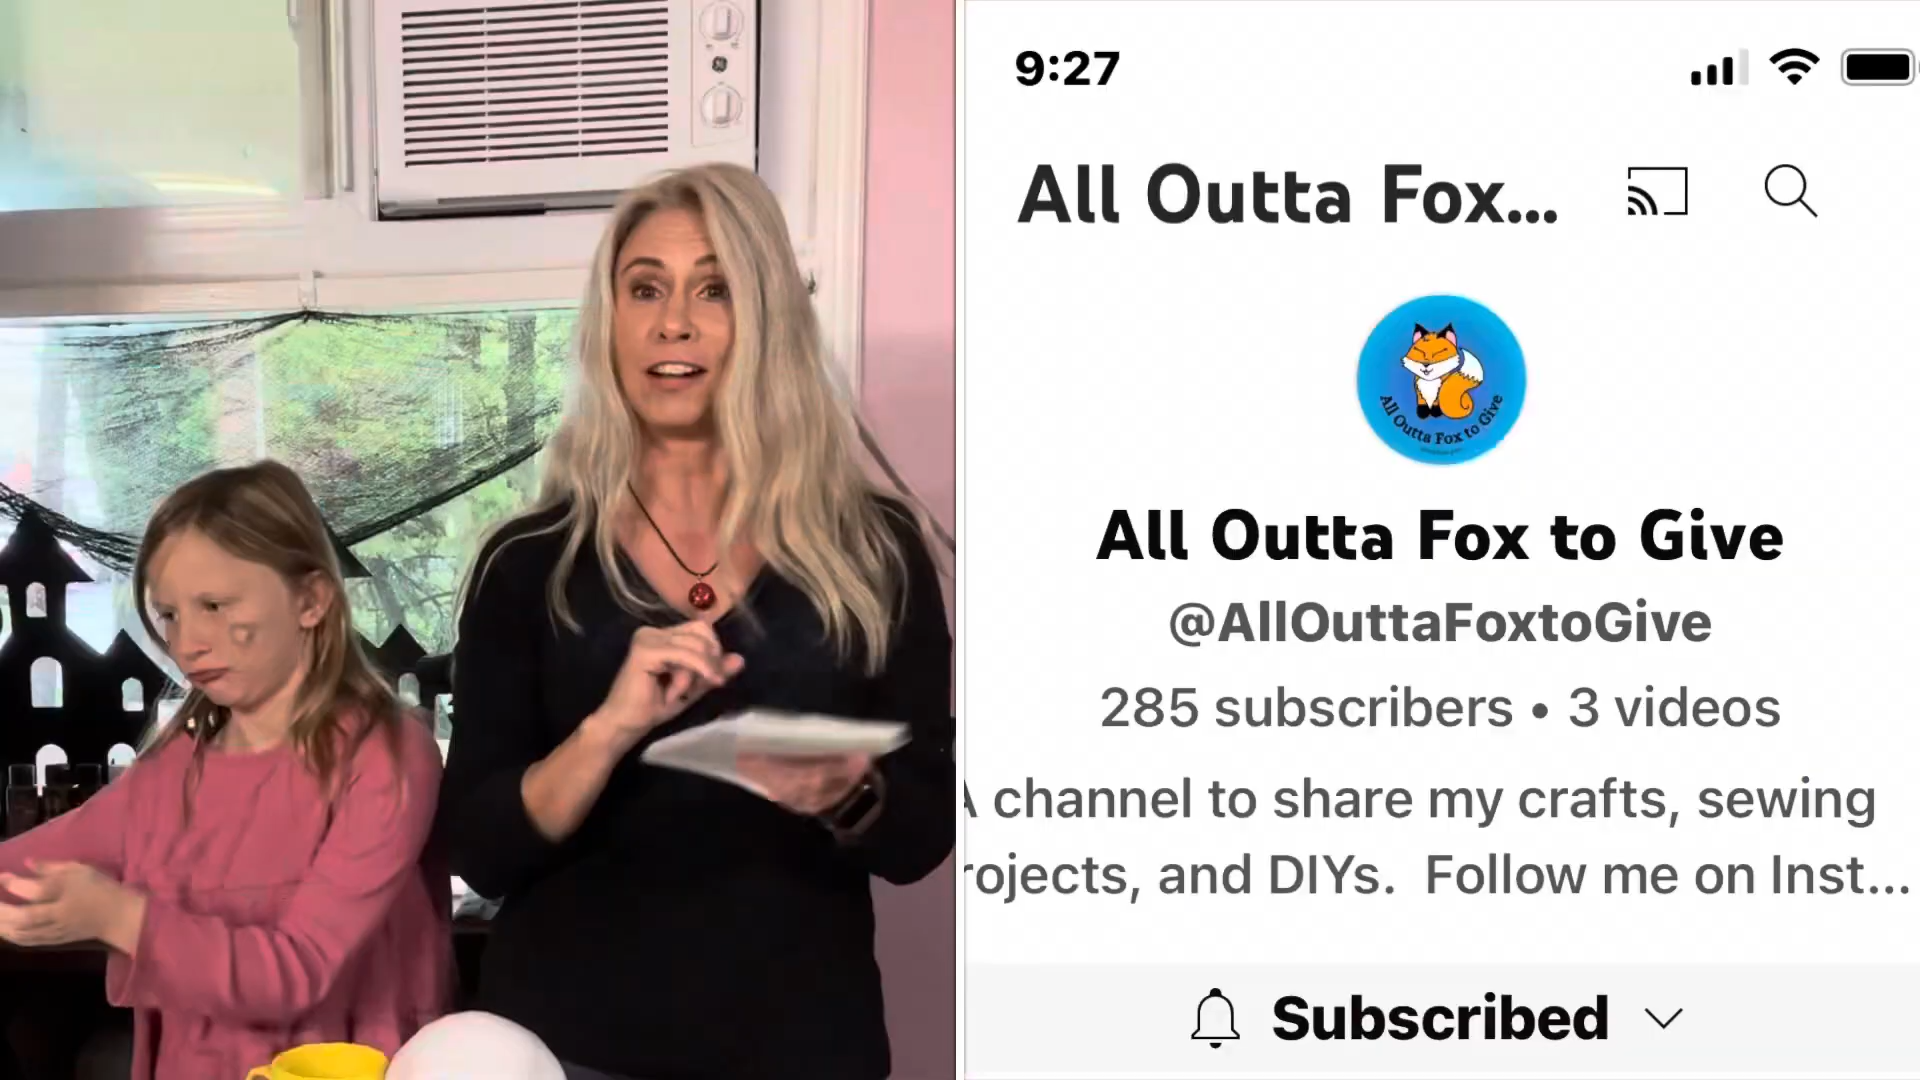 9:27
All Outta Fox...
All Outta Fox to Give
All Outta Fox to Give
@AllOuttaFoxtoGive
285 subscribers • 3 videos
A channel to share my crafts, sewing
rojects, and DIYs. Follow me on Inst...
Subscribed